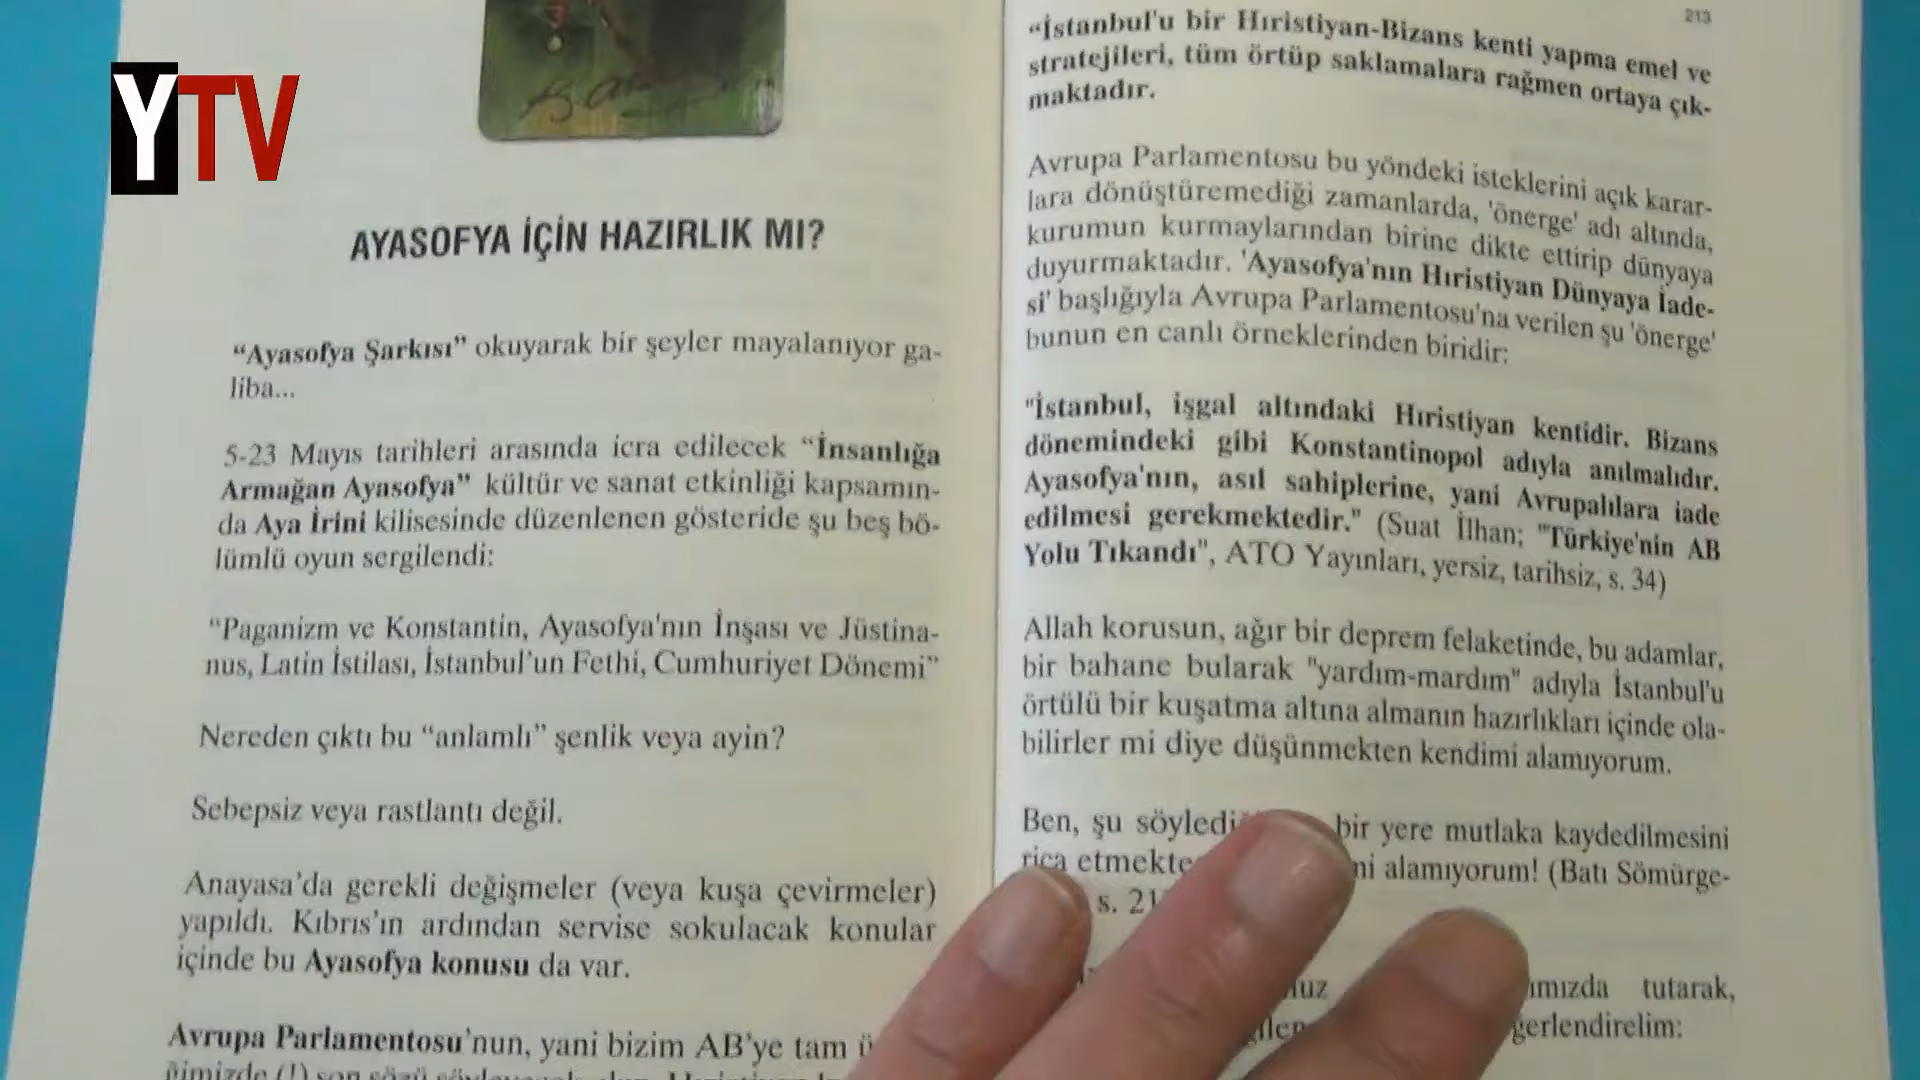 YTV
AYASOFYA İÇİN HAZIRLIK MI?
“Ayasofya Şarkısı” okuyarak bir şeyler mayalanıyor ga-
liba...
5-23 Mayıs tarihleri arasında icra edilecek “İnsanlığa
Armağan Ayasofya” kültür ve sanat etkinliği kapsamın-
da Aya İrini kilisesinde düzenlenen gösteride şu beş bö-
lümlü oyun sergilendi:
“Paganizm ve Konstantin, Ayasofya'nın İnşası ve Jüstina-
nus, Latin İstilası, İstanbul’un Fethi, Cumhuriyet Dönemi”
Nereden çıktı bu “anlamlı” şenlik veya ayin?
Sebepsiz veya rastlantı değil.
Anayasa’da gerekli değişmeler (veya kuşa çevirmeler)
yapıldı. Kıbrıs’ın ardından servise sokulacak konular
içinde bu Ayasofya konusu da var.
Avrupa Parlamentosu’nun, yani bizim AB’ye tam
ğimizde (!) son sözü
213
“İstanbul'u bir Hıristiyan-Bizans kenti yapma emel ve
stratejileri, tüm örtüp saklamalara rağmen ortaya çık-
maktadır.
Avrupa Parlamentosu bu yöndeki isteklerini açık karar-
lara dönüştüremediği zamanlarda, 'önerge' adı altında,
kurumun kurmaylarından birine dikte ettirip dünyaya
duyurmaktadır. 'Ayasofya'nın Hıristiyan Dünyaya İade-
si' başlığıyla Avrupa Parlamentosu'na verilen şu 'önerge'
bunun en canlı örneklerinden biridir:
"İstanbul, işgal altındaki Hıristiyan kentidir. Bizans
dönemindeki gibi Konstantinopol adıyla anılmalıdır.
Ayasofya'nın, asıl sahiplerine, yani Avrupalılara iade
edilmesi gerekmektedir." (Suat İlhan; "Türkiye'nin AB
Yolu Tıkandı", ATO Yayınları, yersiz, tarihsiz, s. 34)
Allah korusun, ağır bir deprem felaketinde, bu adamlar,
bir bahane bularak "yardım-mardım" adıyla İstanbul'u
örtülü bir kuşatma altına almanın hazırlıkları içinde ola-
bilirler mi diye düşünmekten kendimi alamıyorum.
Ben, şu bir yere mutlaka kaydedilmesini
rica alamıyorum! (Batı Sömürge-
s.
tutarak,